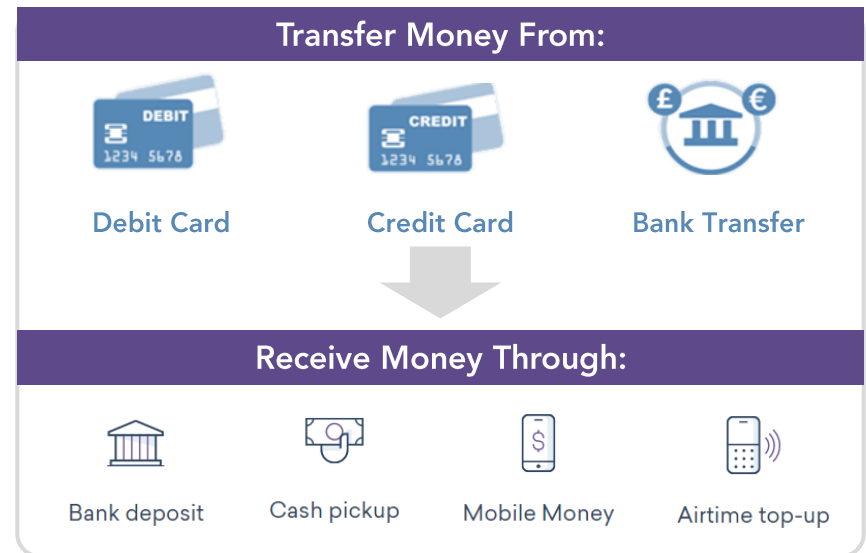 Transfer Money From:
DEBIT
1234 5678
CREDIT
1234 5678
£
€
Debit Card
Credit Card
Bank Transfer
Receive Money Through:
$
Bank deposit
Cash pickup
Mobile Money
Airtime top-up